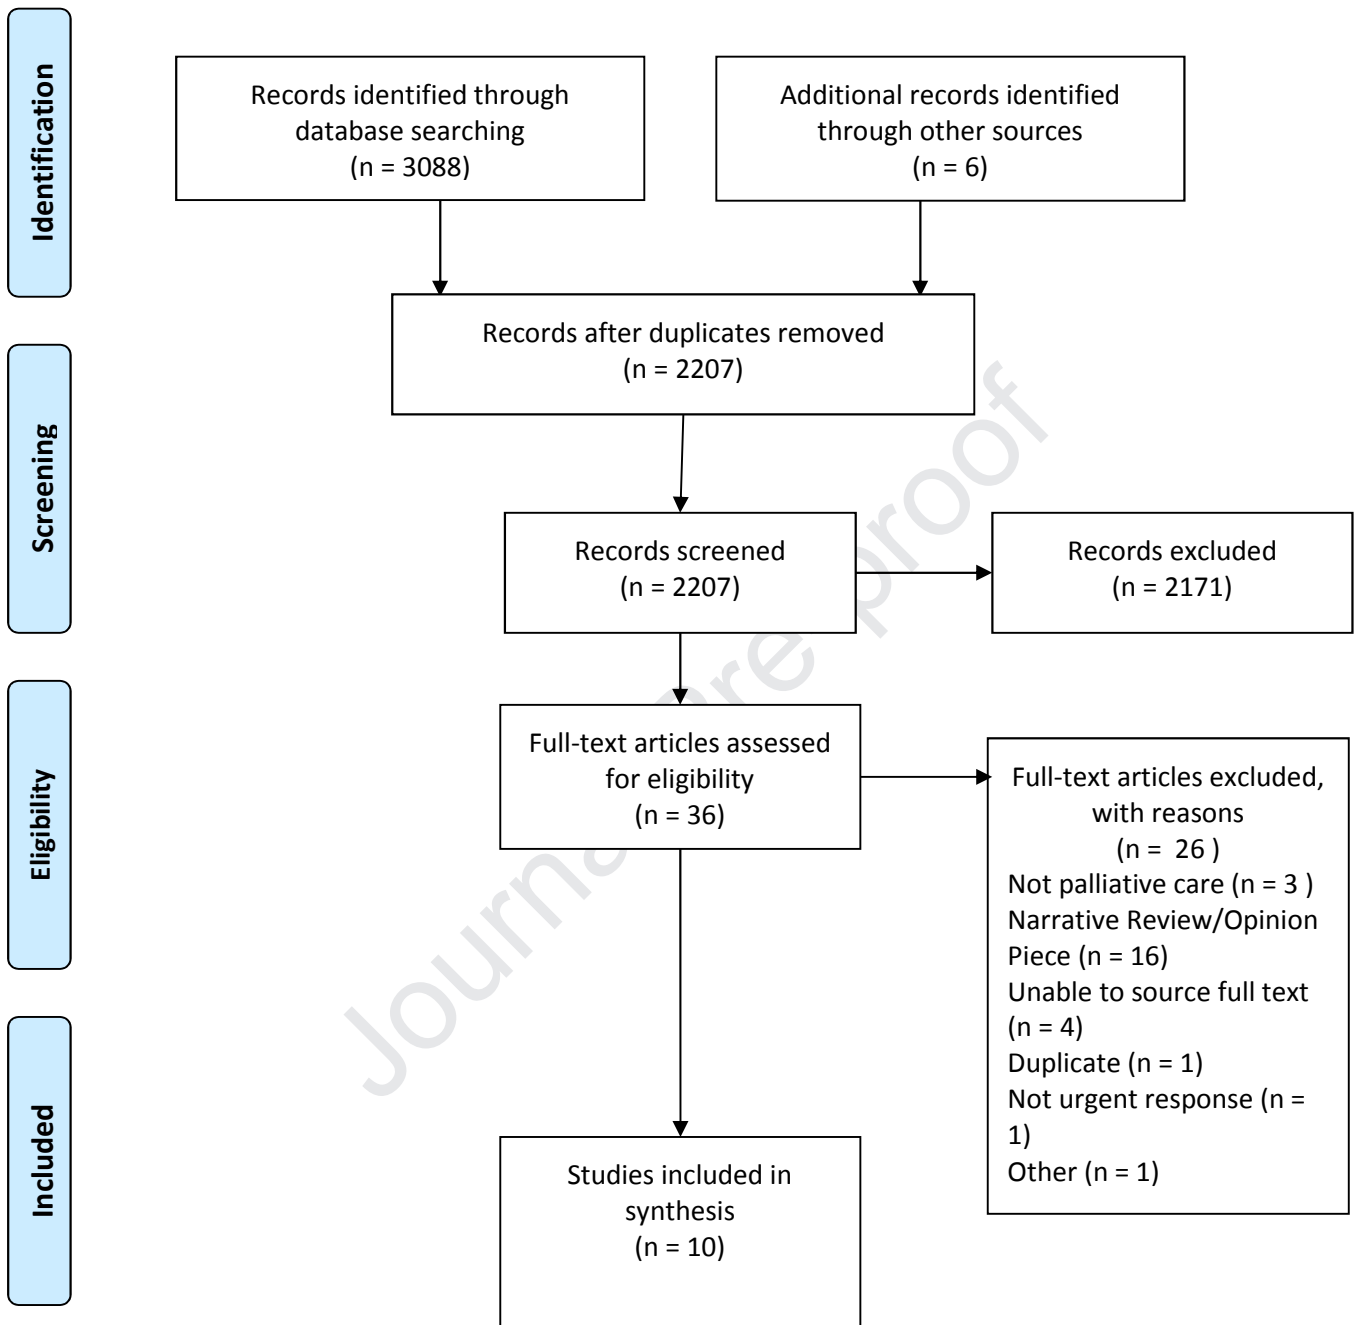 Identification
Records identified through
database searching
(n = 3088)
Additional records identified
through other sources
(n = 6)
Records after duplicates removed
(n = 2207)
Screening
Records screened
(n = 2207)
Records excluded
(n = 2171)
Eligibility
Full-text articles assessed
for eligibility
(n = 36)
Full-text articles excluded,
with reasons
(n =  26 )
Not palliative care (n = 3 )
Narrative Review/Opinion
Piece (n = 16)
Unable to source full text
(n = 4)
Duplicate (n = 1)
Not urgent response (n =
1)
Other (n = 1)
Included
Studies included in
synthesis
(n = 10)
Journal Pre-proof